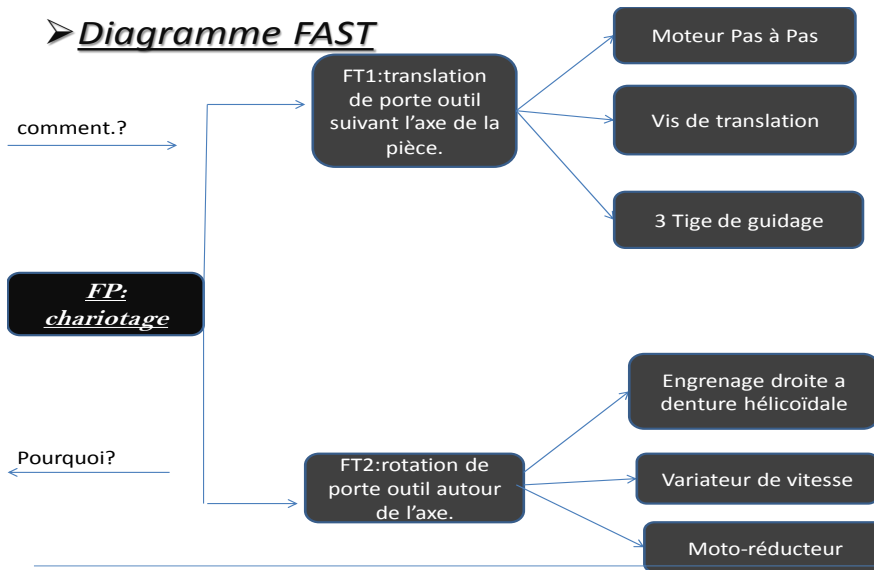 ➢Diagramme FAST
comment.?
FP:
chariotage
Pourquoi?
FT1:translation
de porte outil
suivant l’axe de la
pièce.
Moteur Pas à Pas
Vis de translation
3 Tige de guidage
FT2:rotation de
porte outil autour
de l’axe.
Engrenage droite a
denture hélicoïdale
Variateur de vitesse
Moto-réducteur